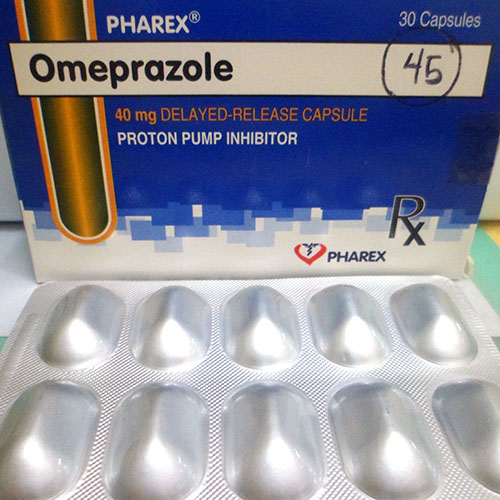 PHAREX®
30 Capsules
Omeprazole
45
40 mg DELAYED-RELEASE CAPSULE
PROTON PUMP INHIBITOR
Rx
PHAREX